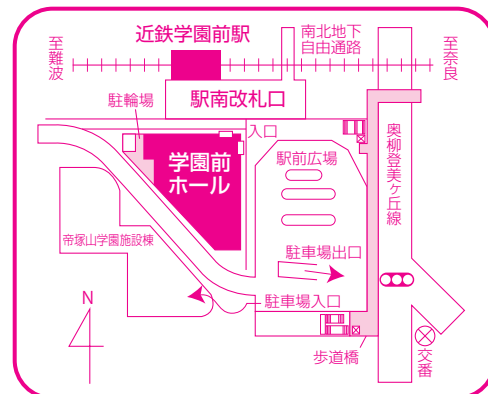 近鉄学園前駅
南北地下
自由通路
至難波
至奈良
駐輪場
駅南改札口
入口
学園前
ホール
駅前広場
奥柳登美ヶ丘線
帝塚山学園施設棟
駐車場出口
駐車場入口
N
歩道橋
交番